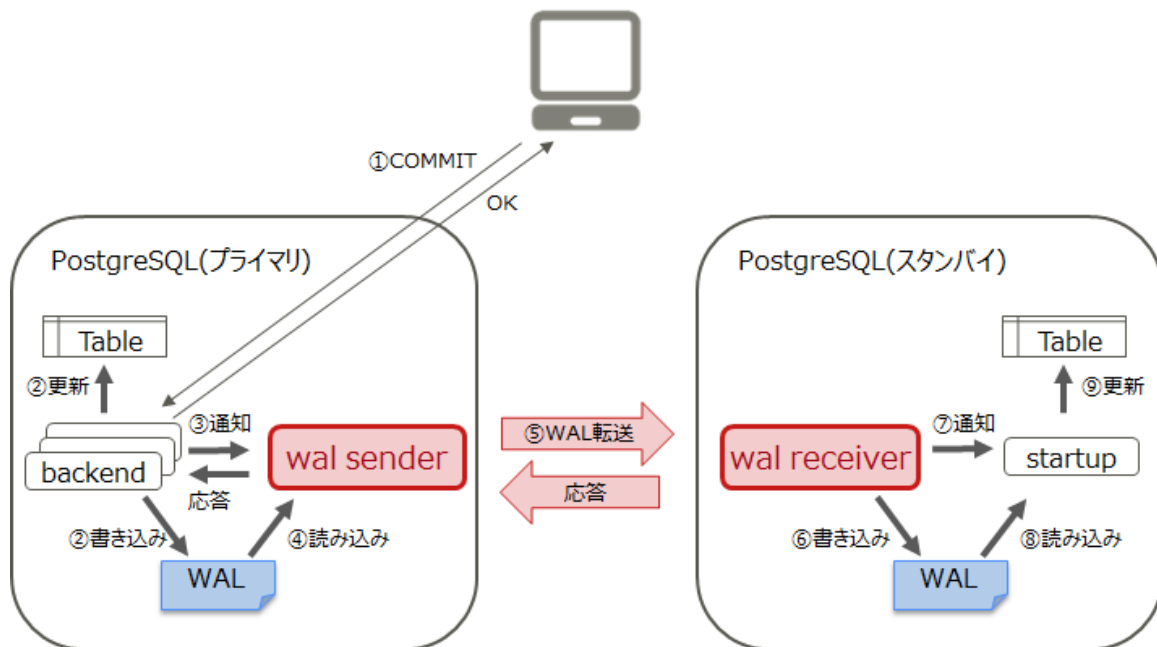 ①COMMIT
OK
PostgreSQL(プライマリ)
Table
②更新
③通知
backend
wal sender
応答
②書き込み
④読み込み
WAL
⑤WAL転送
応答
PostgreSQL(スタンバイ)
Table
⑨更新
⑦通知
wal receiver
startup
⑥書き込み
⑧読み込み
WAL